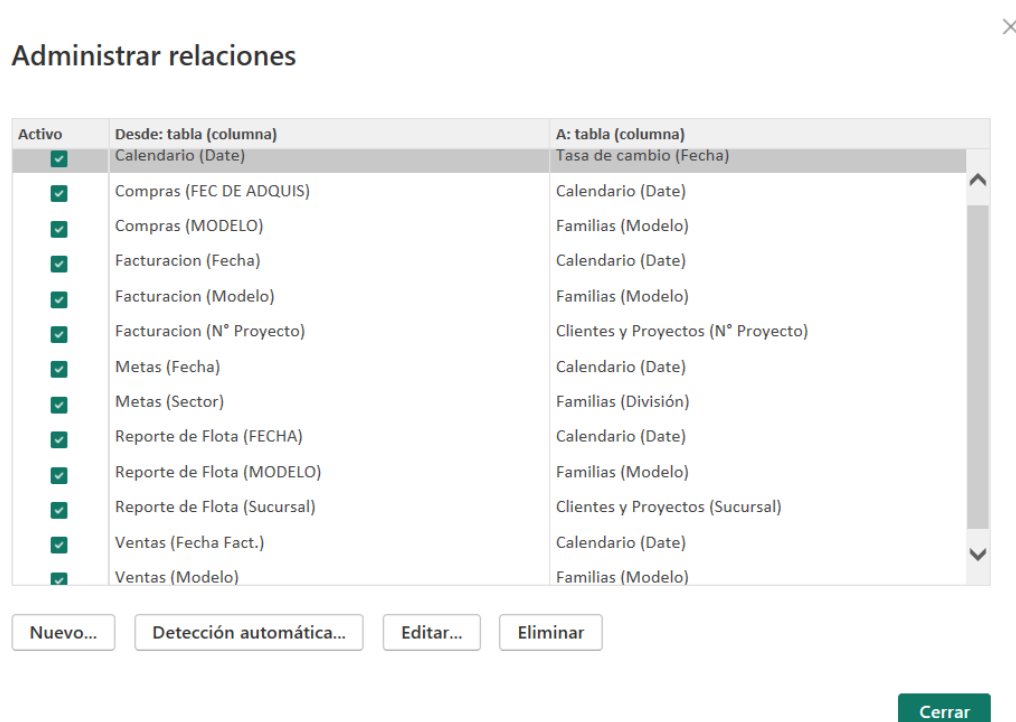 Administrar relaciones
Activo Desde: tabla (columna) A: tabla (columna)
Calendario (Date) Tasa de cambio (Fecha)
Compras (FEC DE ADQUIS) Calendario (Date)
Compras (MODELO) Familias (Modelo)
Facturacion (Fecha) Calendario (Date)
Facturacion (Modelo) Familias (Modelo)
Facturacion (N° Proyecto) Clientes y Proyectos (N° Proyecto)
Metas (Fecha) Calendario (Date)
Metas (Sector) Familias (División)
Reporte de Flota (FECHA) Calendario (Date)
Reporte de Flota (MODELO) Familias (Modelo)
Reporte de Flota (Sucursal) Clientes y Proyectos (Sucursal)
Ventas (Fecha Fact.) Calendario (Date)
Ventas (Modelo) Familias (Modelo)
Nuevo... Detección automática... Editar... Eliminar
Cerrar